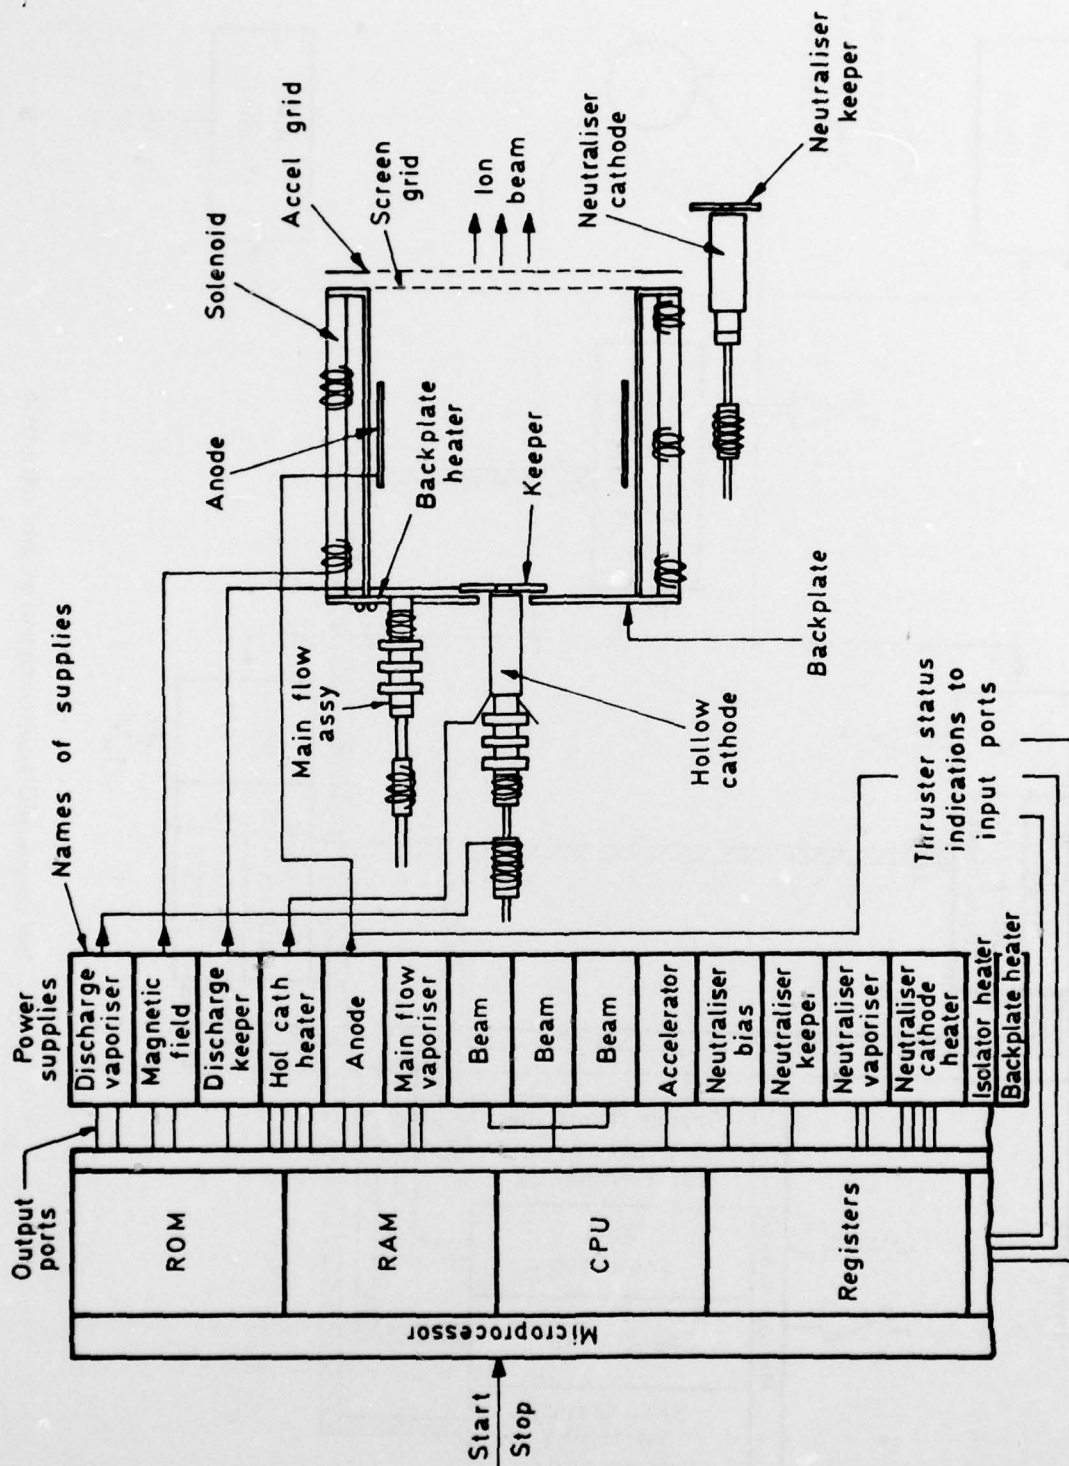 Power
supplies
Names of supplies
Output
ports
Discharge
vaporiser
Magnetic
field
Discharge
keeper
Hol cath
heater
Anode
Main flow
vaporiser
Beam
Beam
Beam
Accelerator
Neutraliser
bias
Neutraliser
keeper
Neutraliser
vaporiser
Neutraliser
cathode
heater
Isolator heater
Backplate heater
ROM
RAM
CPU
Registers
Microprocessor
Start
Stop
Main flow
assy
Anode
Solenoid
Accel grid
Screen
grid
Backplate
heater
Ion
beam
Keeper
Hollow
cathode
Backplate
Neutraliser
cathode
Neutraliser
keeper
Thruster status
indications to
input ports